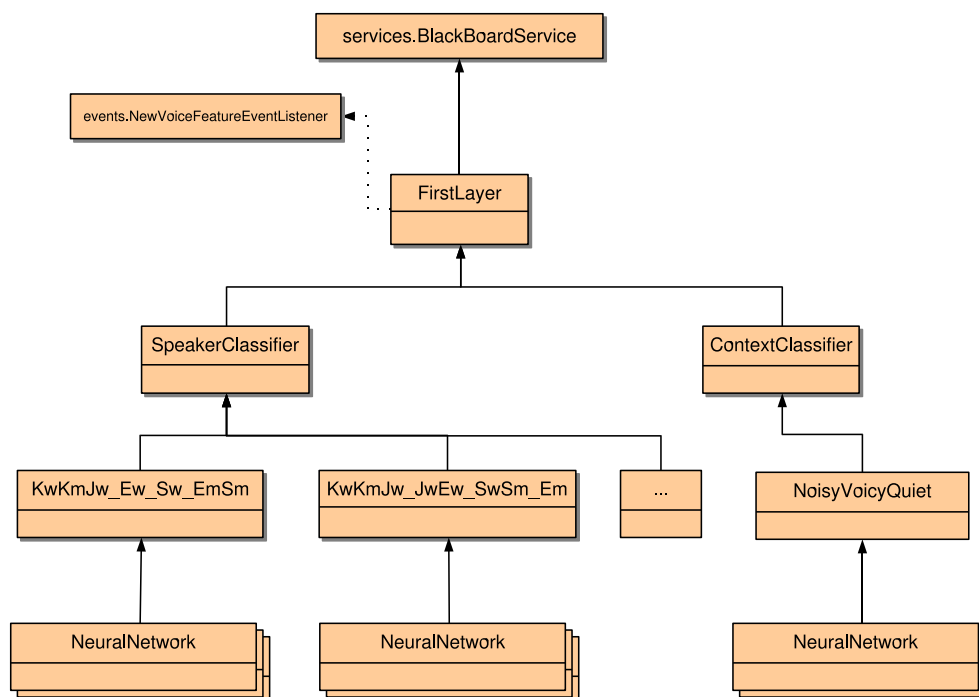 services.BlackBoardService
events.NewVoiceFeatureEventListener
FirstLayer
SpeakerClassifier
ContextClassifier
KwKmJw_Ew_Sw_EmSm
KwKmJw_JwEw_SwSm_Em
...
NoisyVoicyQuiet
NeuralNetwork
NeuralNetwork
NeuralNetwork